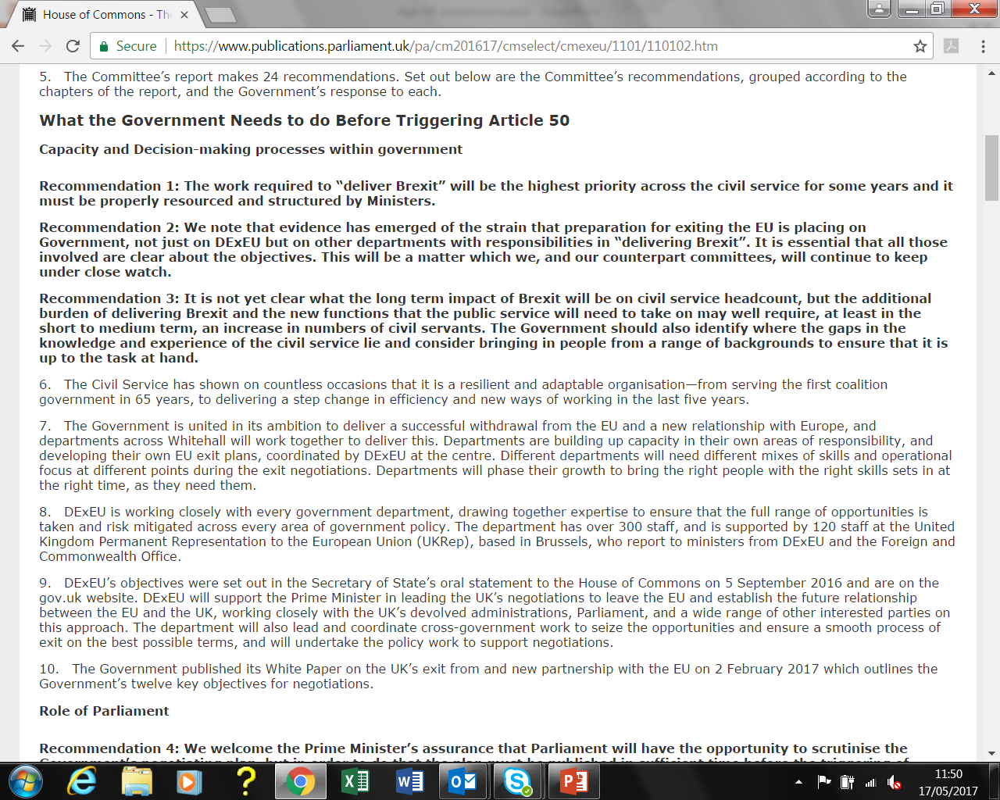 House of Commons - Th
Secure
https://www.publications.parliament.uk/pa/cm201617/cmselect/cmexeu/1101/110102.htm
5. The Committee’s report makes 24 recommendations. Set out below are the Committee’s recommendations, grouped according to the
chapters of the report, and the Government’s response to each.
What the Government Needs to do Before Triggering Article 50
Capacity and Decision-making processes within government
Recommendation 1: The work required to “deliver Brexit” will be the highest priority across the civil service for some years and it
must be properly resourced and structured by Ministers.
Recommendation 2: We note that evidence has emerged of the strain that preparation for exiting the EU is placing on
Government, not just on DExEU but on other departments with responsibilities in “delivering Brexit”. It is essential that all those
involved are clear about the objectives. This will be a matter which we, and our counterpart committees, will continue to keep
under close watch.
Recommendation 3: It is not yet clear what the long term impact of Brexit will be on civil service headcount, but the additional
burden of delivering Brexit and the new functions that the public service will need to take on may well require, at least in the
short to medium term, an increase in numbers of civil servants. The Government should also identify where the gaps in the
knowledge and experience of the civil service lie and consider bringing in people from a range of backgrounds to ensure that it is
up to the task at hand.
6. The Civil Service has shown on countless occasions that it is a resilient and adaptable organisation—from serving the first coalition
government in 65 years, to delivering a step change in efficiency and new ways of working in the last five years.
7. The Government is united in its ambition to deliver a successful withdrawal from the EU and a new relationship with Europe, and
departments across Whitehall will work together to deliver this. Departments are building up capacity in their own areas of responsibility, and
developing their own EU exit plans, coordinated by DExEU at the centre. Different departments will need different mixes of skills and operational
focus at different points during the exit negotiations. Departments will phase their growth to bring the right people with the right skills sets in at
the right time, as they need them.
8. DExEU is working closely with every government department, drawing together expertise to ensure that the full range of opportunities is
taken and risk mitigated across every area of government policy. The department has over 300 staff, and is supported by 120 staff at the United
Kingdom Permanent Representation to the European Union (UKRep), based in Brussels, who report to ministers from DExEU and the Foreign and
Commonwealth Office.
9. DExEU’s objectives were set out in the Secretary of State’s oral statement to the House of Commons on 5 September 2016 and are on the
gov.uk website. DExEU will support the Prime Minister in leading the UK’s negotiations to leave the EU and establish the future relationship
between the EU and the UK, working closely with the UK’s devolved administrations, Parliament, and a wide range of other interested parties on
this approach. The department will also lead and coordinate cross-government work to seize the opportunities and ensure a smooth process of
exit on the best possible terms, and will undertake the policy work to support negotiations.
10. The Government published its White Paper on the UK’s exit from and new partnership with the EU on 2 February 2017 which outlines the
Government’s twelve key objectives for negotiations.
Role of Parliament
Recommendation 4: We welcome the Prime Minister’s assurance that Parliament will have the opportunity to scrutinise the
Government’s negotiating plan, but in order to do that the plan must be published in sufficient time before the triggering of
11:50
17/05/2017